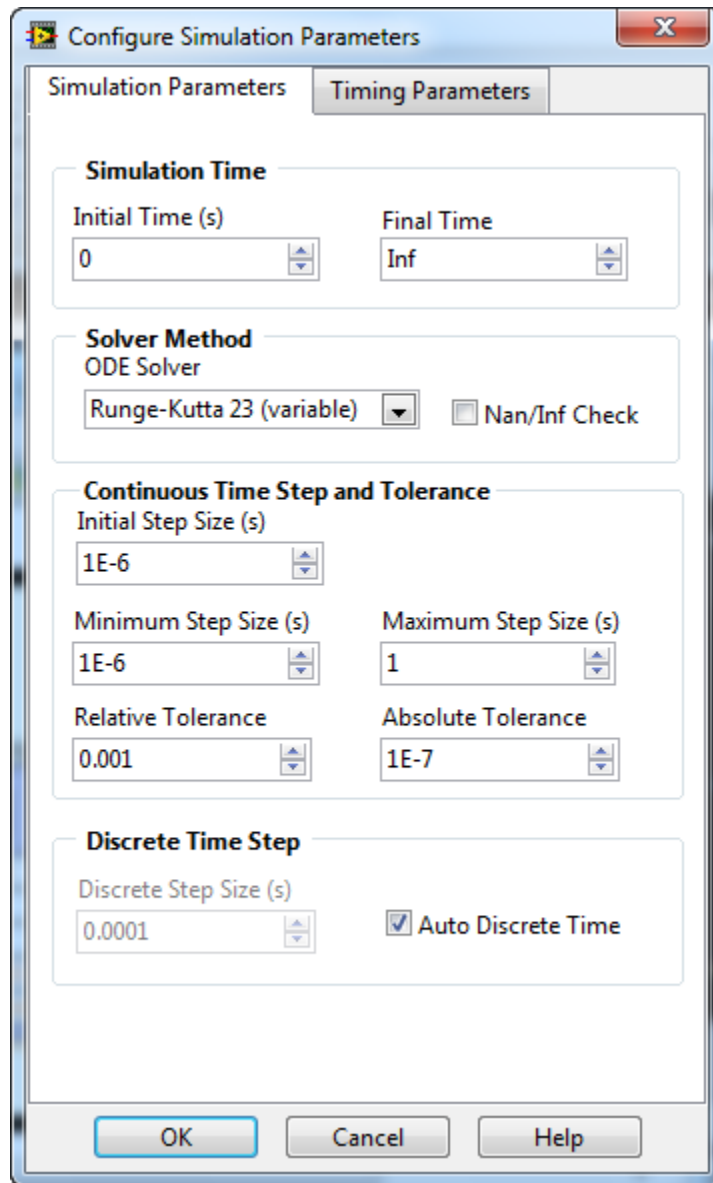 Configure Simulation Parameters
Simulation Parameters
Timing Parameters
Simulation Time
Initial Time (s)
Final Time
0
Inf
Solver Method
ODE Solver
Runge-Kutta 23 (variable)
Nan/Inf Check
Continuous Time Step and Tolerance
Initial Step Size (s)
1E-6
Minimum Step Size (s)
Maximum Step Size (s)
1E-6
1
Relative Tolerance
Absolute Tolerance
0.001
1E-7
Discrete Time Step
Discrete Step Size (s)
0.0001
Auto Discrete Time
OK
Cancel
Help